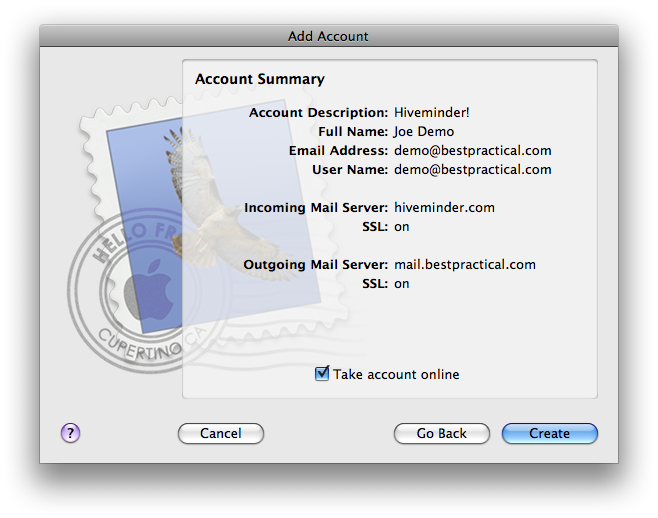 Add Account
Account Summary
Account Description: Hiveminder!
Full Name: Joe Demo
Email Address: demo@bestpractical.com
User Name: demo@bestpractical.com
Incoming Mail Server: hiveminder.com
SSL: on
Outgoing Mail Server: mail.bestpractical.com
SSL: on
HELLO FRO
CUPERTINO, CA
Take account online
?
Cancel
Go Back
Create